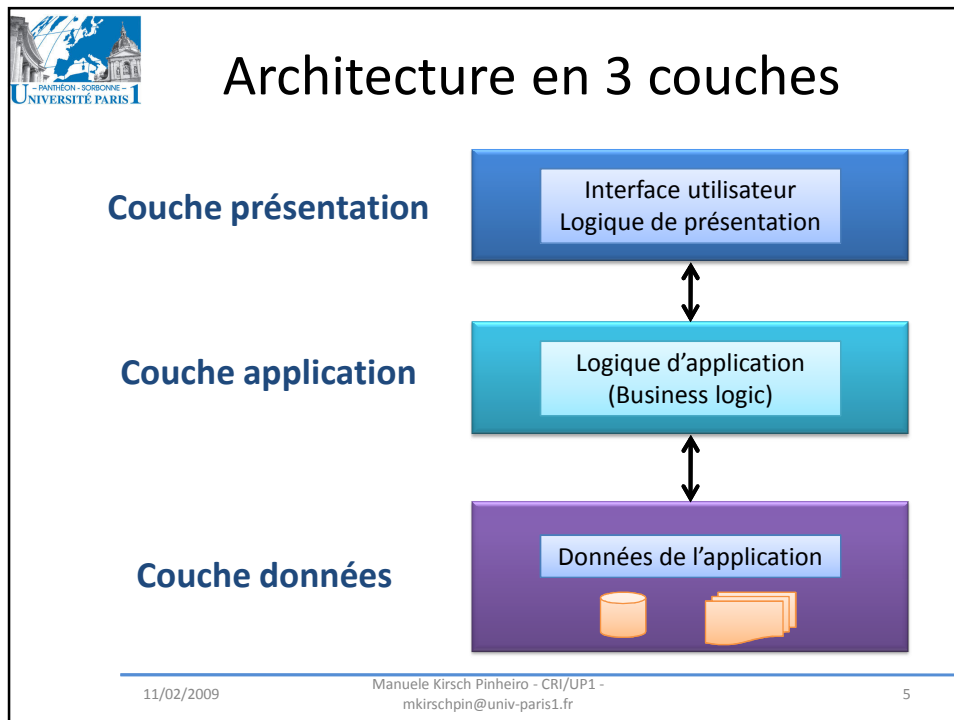 – PANTHÉON - SORBONNE –
UNIVERSITÉ PARIS 1
Architecture en 3 couches
Couche présentation
Interface utilisateur
Logique de présentation
Couche application
Logique d’application
(Business logic)
Couche données
Données de l’application
11/02/2009
Manuele Kirsch Pinheiro - CRI/UP1 -
mkirschpin@univ-paris1.fr
5